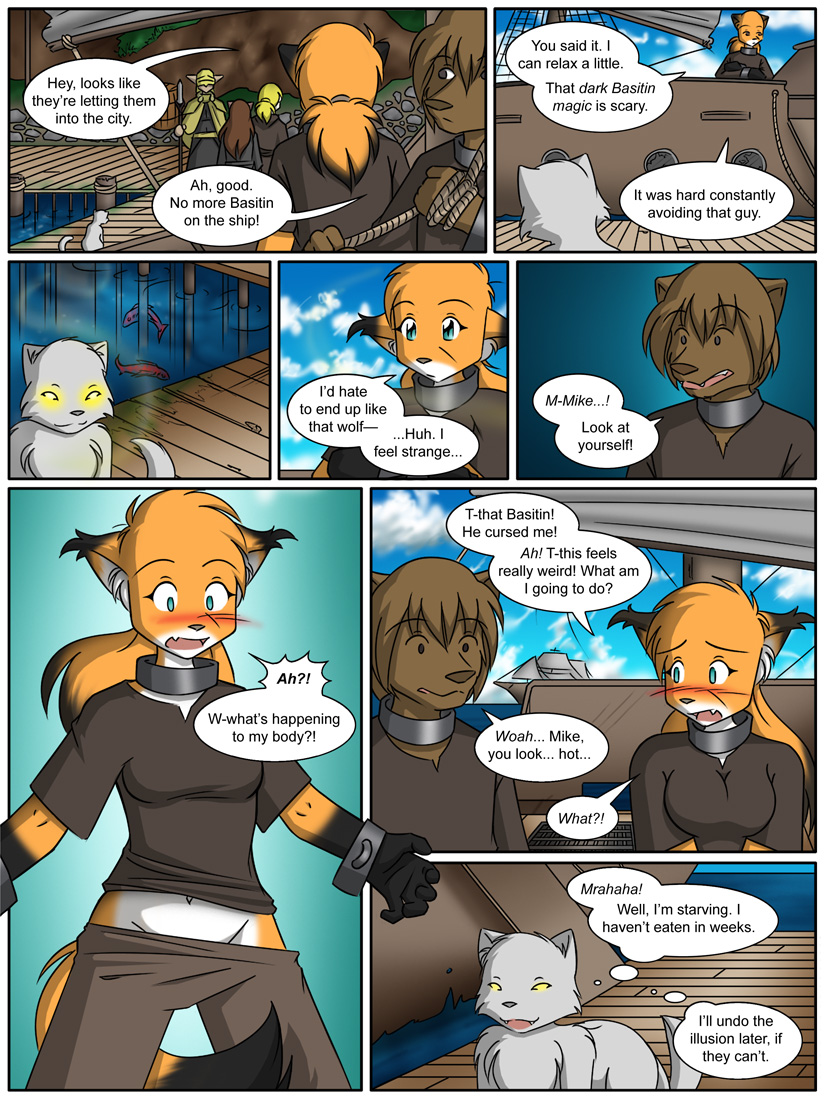 Hey, looks like
they're letting them
into the city.
Ah, good.
No more Basitin
on the ship!
You said it. I
can relax a little.
That dark Basitin
magic is scary.
It was hard constantly
avoiding that guy.
I'd hate
to end up like
that wolf—
...Huh. I
feel strange...
M-Mike...!
Look at
yourself!
Ah?!
W-what's happening
to my body?!
T-that Basitin!
He cursed me!
Ah! T-this feels
really weird! What am
I going to do?
Woah... Mike,
you look... hot...
What?!
Mrahaha!
Well, I'm starving. I
haven't eaten in weeks.
I'll undo the
illusion later, if
they can't.